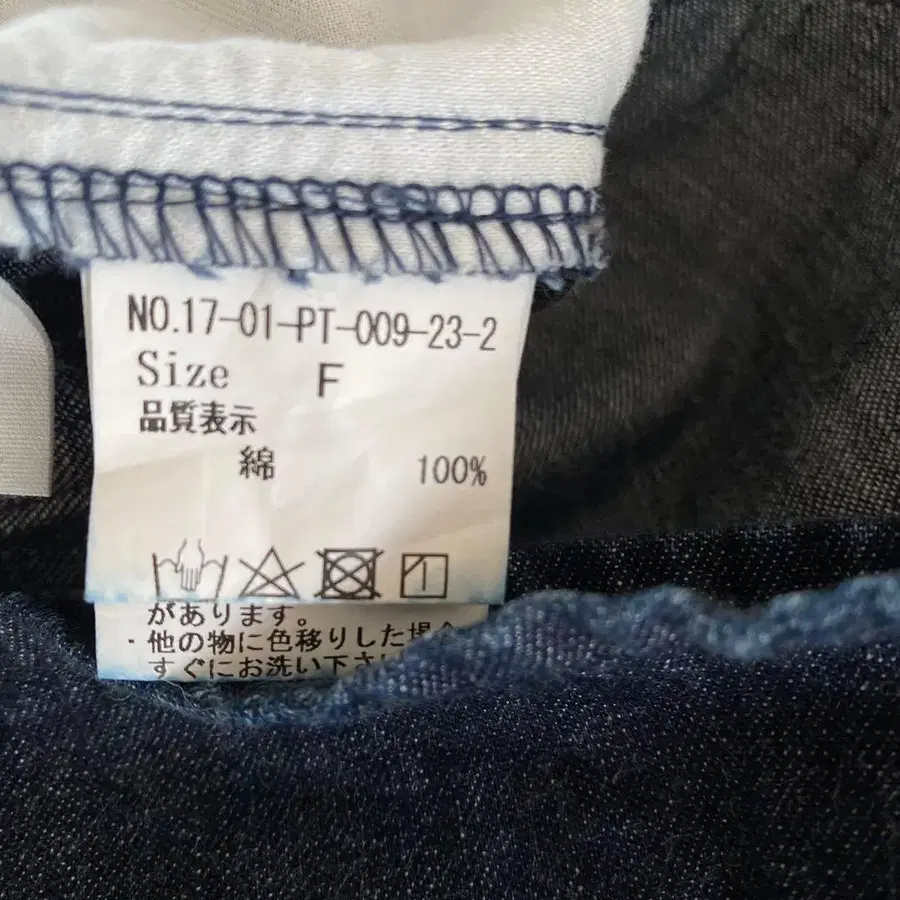 NO.17-01-PT-009-23-2
Size F
品質表示
綿 100%
があります。
・他の物に色移りした場合
すぐにお洗い下さい